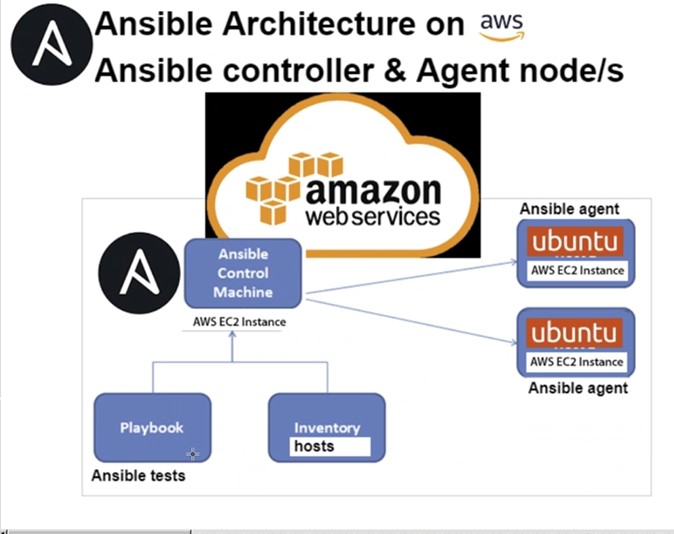 Ansible Architecture on aws
Ansible controller & Agent node/s
amazon
webservices
Ansible agent
ubuntu
AWS EC2 Instance
Ansible
Control
Machine
AWS EC2 Instance
ubuntu
AWS EC2 Instance
Ansible agent
Playbook
Inventory
hosts
Ansible tests